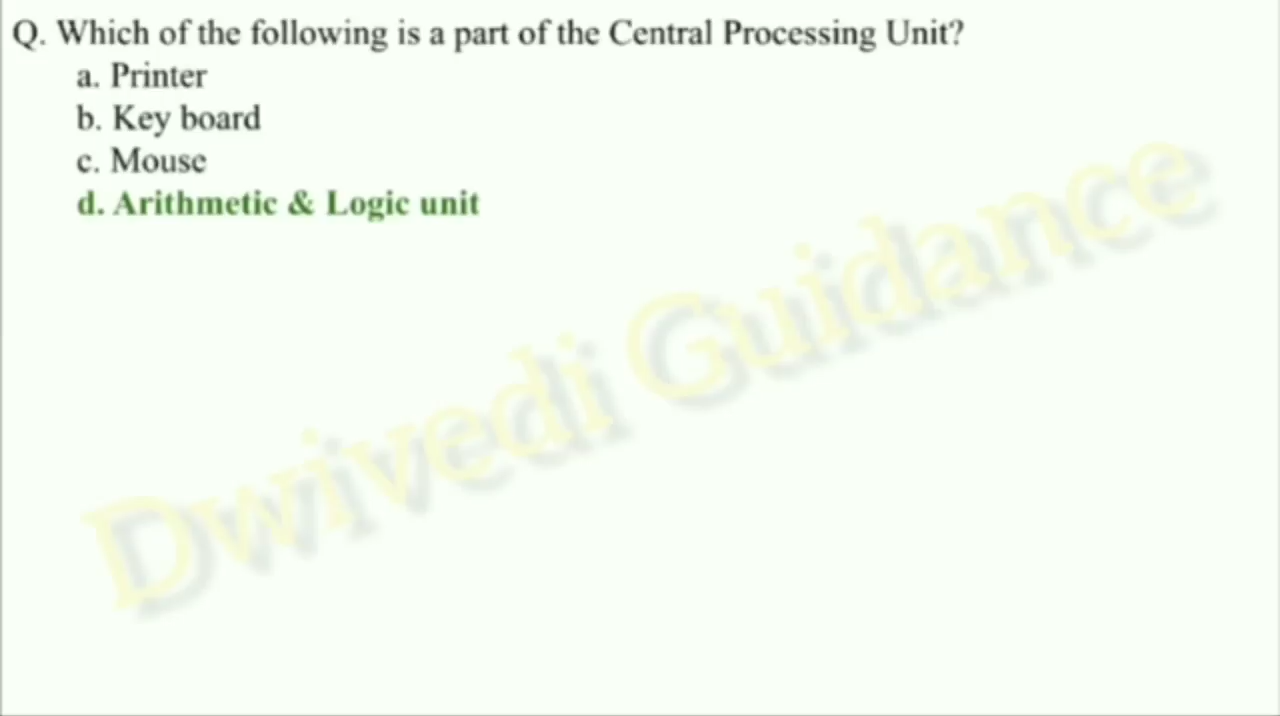 Q. Which of the following is a part of the Central Processing Unit?
a. Printer
b. Key board
c. Mouse
d. Arithmetic & Logic unit
Dwivedi Guidance